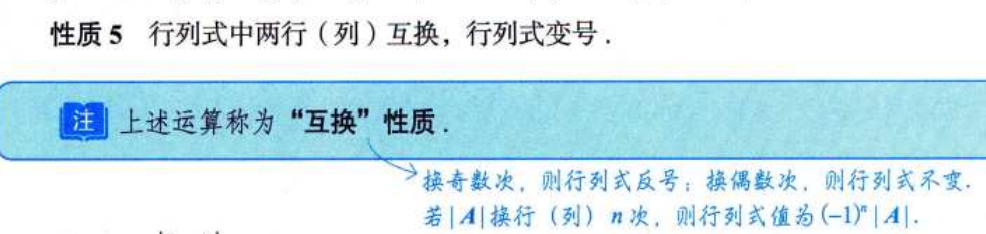 性质 5 行列式中两行(列)互换,行列式变号.
注 上述运算称为“互换”性质.
换奇数次,则行列式反号;换偶数次,则行列式不变.
若|A|换行(列)n次,则行列式值为(-1)ⁿ|A|.